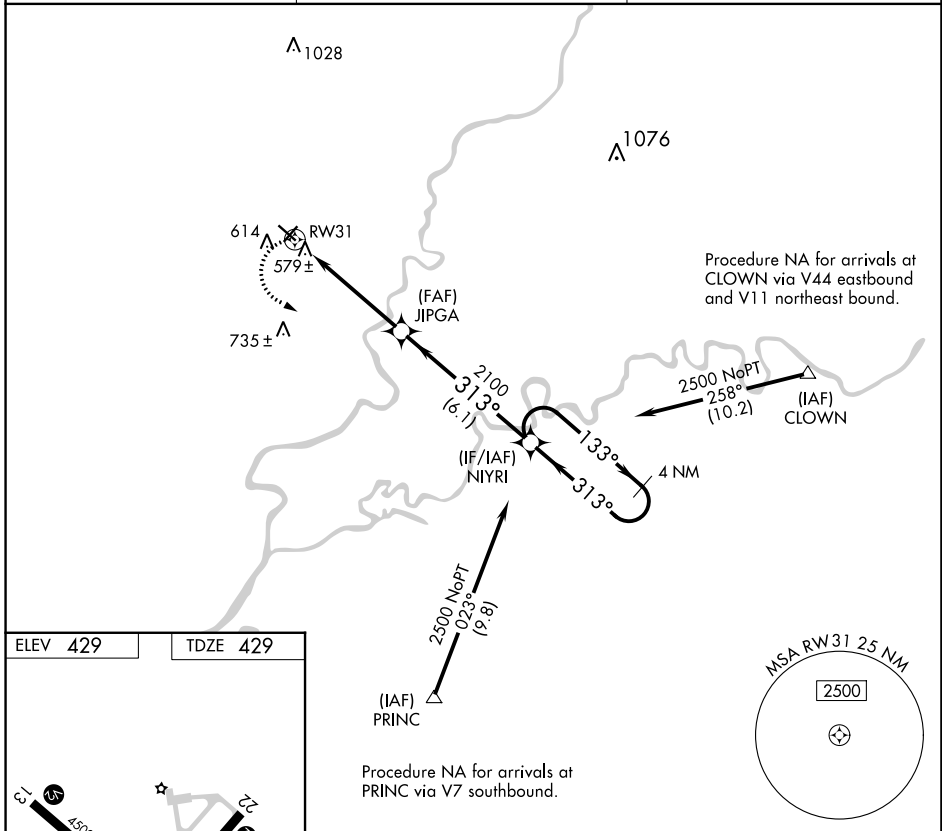 1028
1076
614
RW31
579±
735±
Procedure NA for arrivals at
CLOWN via V44 eastbound
and V11 northeast bound.
(FAF)
JIPGA
2100
313°
(6.1)
2500 NoPT
258°
(10.2)
(IAF)
CLOWN
(IF/IAF)
NIYRI
133°
313°
4 NM
2500 NoPT
023°
(9.8)
(IAF)
PRINC
Procedure NA for arrivals at
PRINC via V7 southbound.
MSA RW31 25 NM
2500
ELEV 429
TDZE 429
13
22